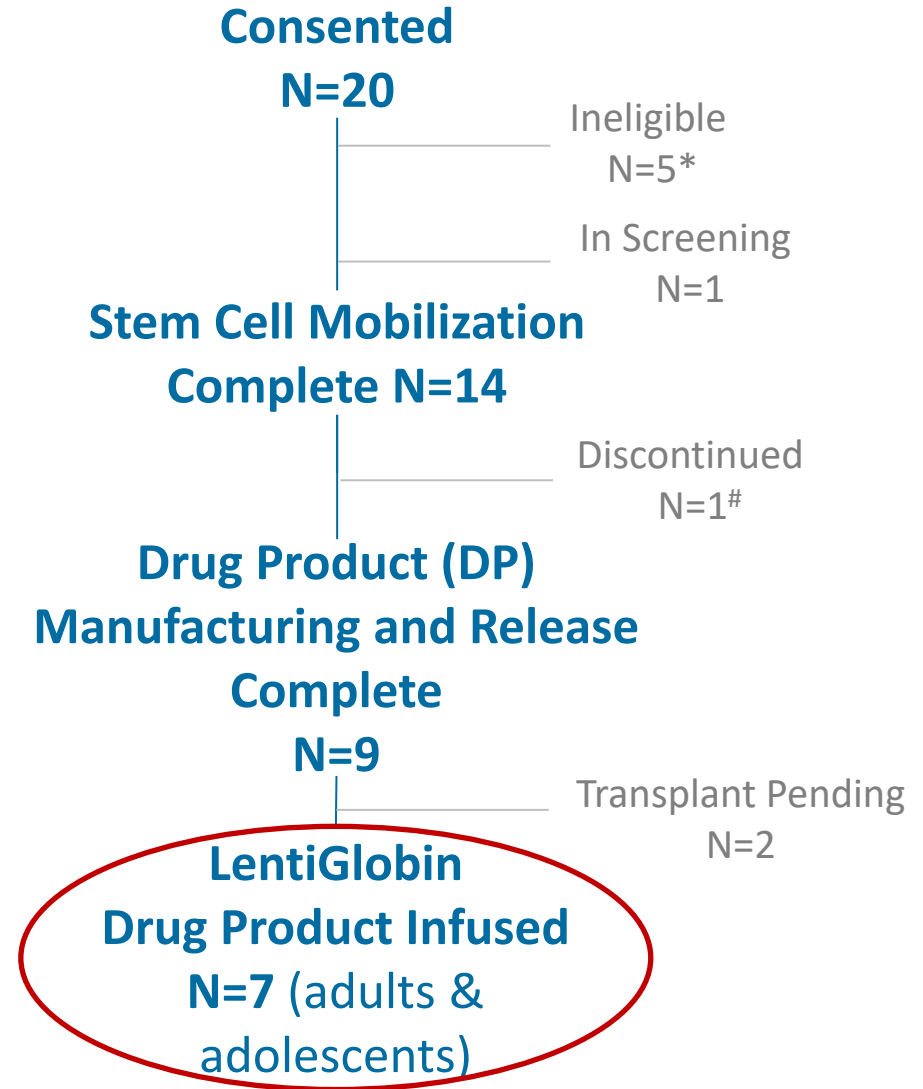 Consented
N=20
Ineligible
N=5*
In Screening
N=1
Stem Cell Mobilization
Complete N=14
Discontinued
N=1#
Drug Product (DP)
Manufacturing and Release
Complete
N=9
Transplant Pending
N=2
LentiGlobin
Drug Product Infused
N=7 (adults &
adolescents)